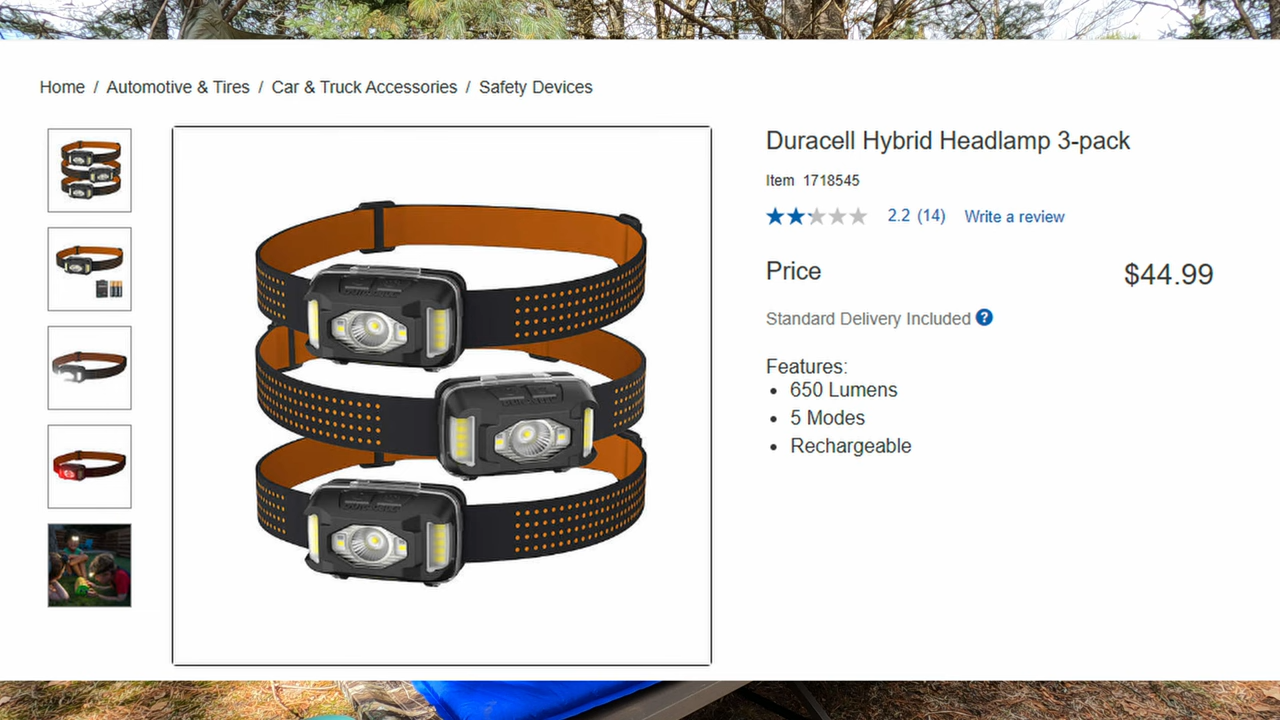 Home / Automotive & Tires / Car & Truck Accessories / Safety Devices
Duracell Hybrid Headlamp 3-pack
Item 1718545
2.2 (14) Write a review
Price $44.99
Standard Delivery Included ?
Features:
• 650 Lumens
• 5 Modes
• Rechargeable